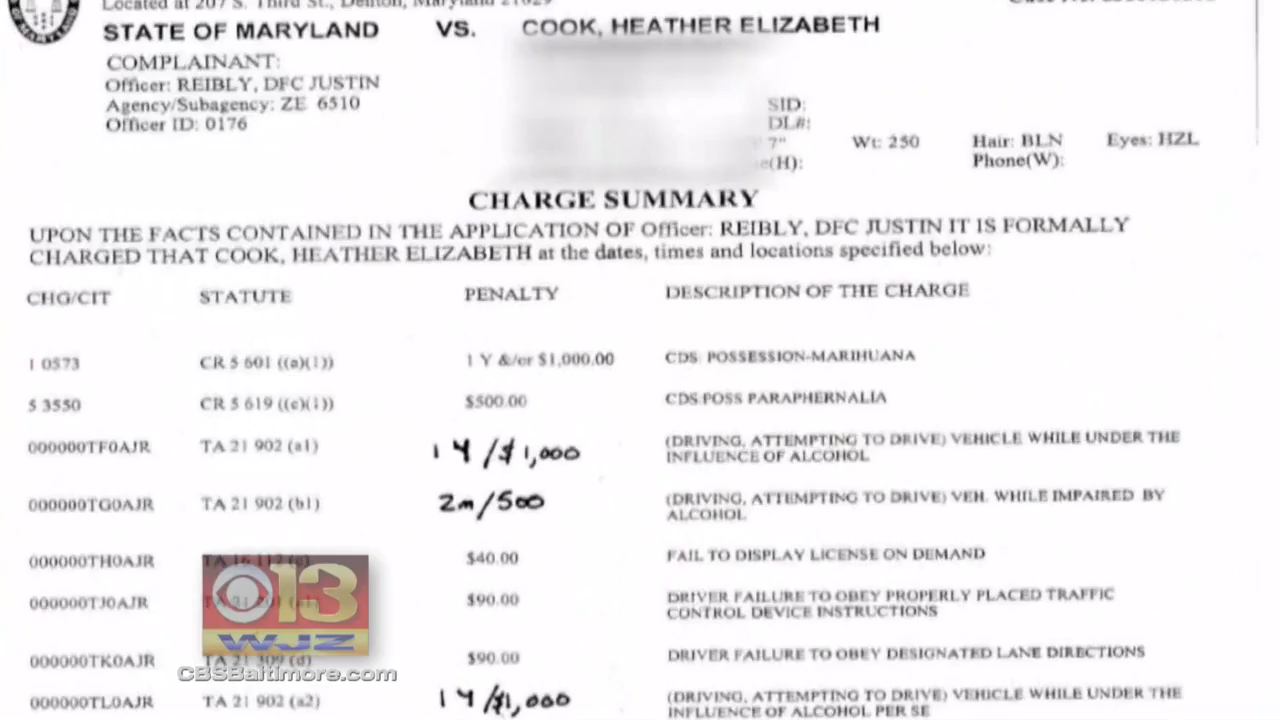 Located at 207 S. Third St., Denton, Maryland 21629
STATE OF MARYLAND VS. COOK, HEATHER ELIZABETH
COMPLAINANT:
Officer: REIBLY, DFC JUSTIN
Agency/Subagency: ZE 6510
Officer ID: 0176
SID:
DL#:
7" Wt: 250 Hair: BLN Eyes: HZL
(H): Phone(W):
CHARGE SUMMARY
UPON THE FACTS CONTAINED IN THE APPLICATION OF Officer: REIBLY, DFC JUSTIN IT IS FORMALLY
CHARGED THAT COOK, HEATHER ELIZABETH at the dates, times and locations specified below:
CHG/CIT STATUTE PENALTY DESCRIPTION OF THE CHARGE
1 0573 CR 5 601 ((a)(1)) 1 Y &/or $1,000.00 CDS: POSSESSION-MARIHUANA
5 3550 CR 5 619 ((c)(1)) $500.00 CDS:POSS PARAPHERNALIA
000000TF0AJR TA 21 902 (a1) 1 Y /$1,000 (DRIVING, ATTEMPTING TO DRIVE) VEHICLE WHILE UNDER THE
INFLUENCE OF ALCOHOL
000000TG0AJR TA 21 902 (b1) 2m/500 (DRIVING, ATTEMPTING TO DRIVE) VEH. WHILE IMPAIRED BY
ALCOHOL
000000TH0AJR TA $40.00 FAIL TO DISPLAY LICENSE ON DEMAND
000000TJ0AJR $90.00 DRIVER FAILURE TO OBEY PROPERLY PLACED TRAFFIC
CONTROL DEVICE INSTRUCTIONS
13
WJZ
000000TK0AJR TA 21 309 (d) $90.00 DRIVER FAILURE TO OBEY DESIGNATED LANE DIRECTIONS
CBSBaltimore.com
000000TL0AJR TA 21 902 (a2) 1 Y /$1,000 (DRIVING, ATTEMPTING TO DRIVE) VEHICLE WHILE UNDER THE
INFLUENCE OF ALCOHOL PER SE